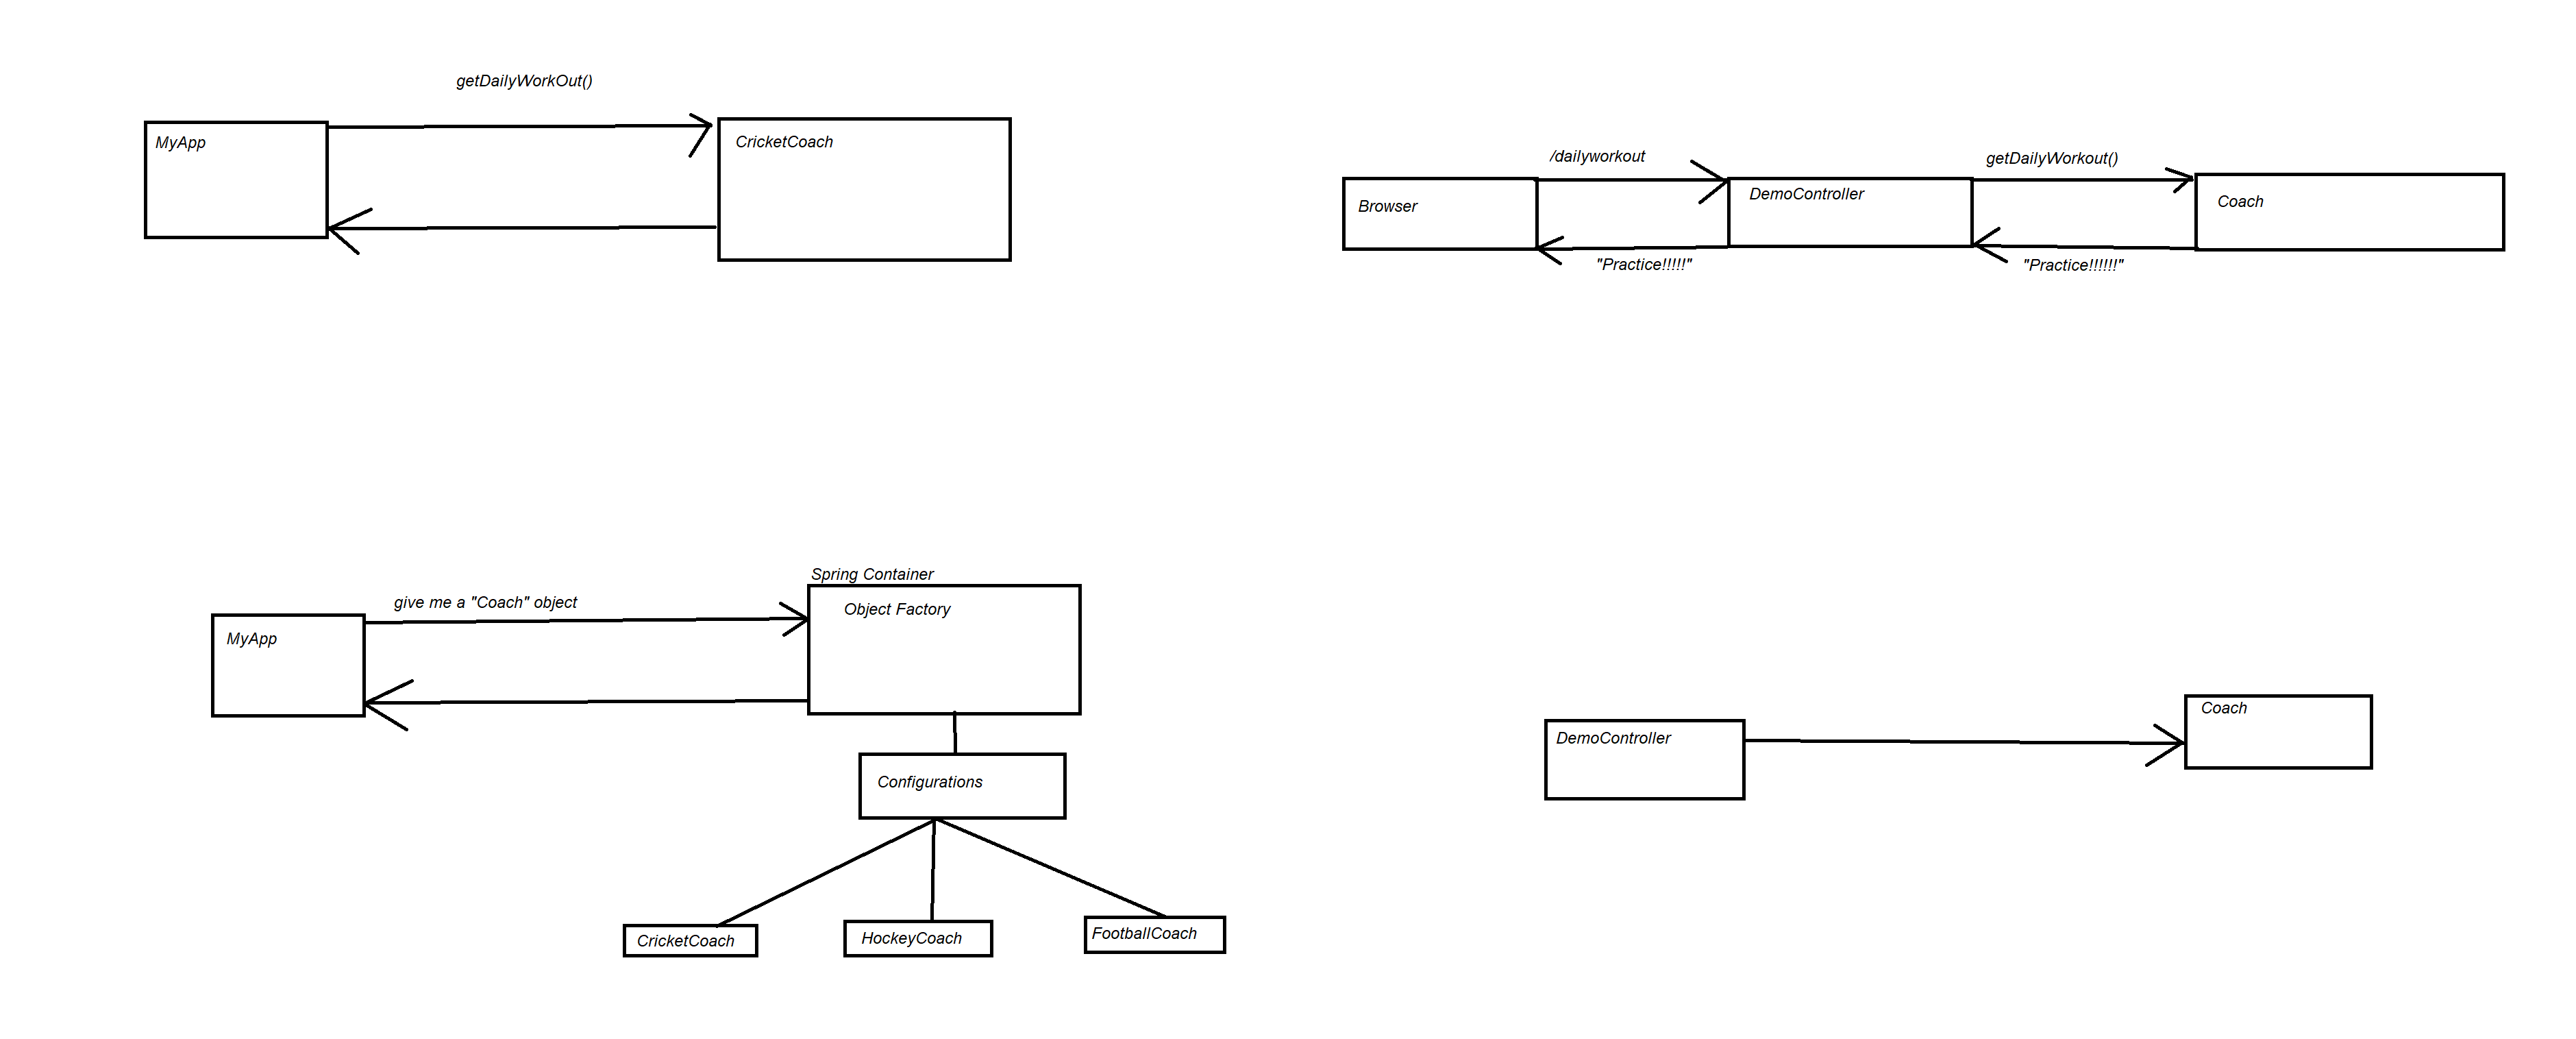 getDailyWorkOut()
MyApp
CricketCoach
/dailyworkout
getDailyWorkout()
Browser
DemoController
Coach
"Practice!!!!!"
"Practice!!!!!!"
Spring Container
give me a "Coach" object
Object Factory
MyApp
Configurations
CricketCoach
HockeyCoach
FootballCoach
DemoController
Coach